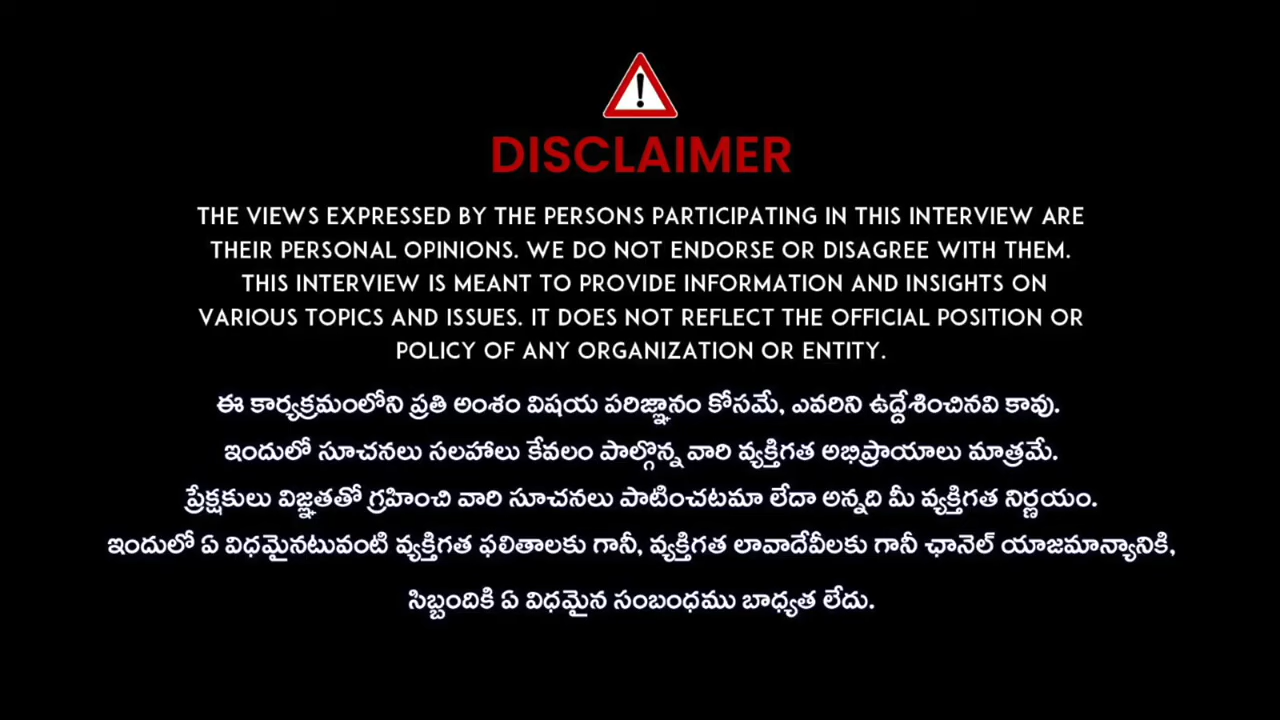 DISCLAIMER
THE VIEWS EXPRESSED BY THE PERSONS PARTICIPATING IN THIS INTERVIEW ARE
THEIR PERSONAL OPINIONS. WE DO NOT ENDORSE OR DISAGREE WITH THEM.
THIS INTERVIEW IS MEANT TO PROVIDE INFORMATION AND INSIGHTS ON
VARIOUS TOPICS AND ISSUES. IT DOES NOT REFLECT THE OFFICIAL POSITION OR
POLICY OF ANY ORGANIZATION OR ENTITY.
ఈ కార్యక్రమంలోని ప్రతి అంశం విషయ పరిజ్ఞానం కోసమే, ఎవరిని ఉద్దేశించినవి కావు.
ఇందులో సూచనలు సలహాలు కేవలం పాల్గొన్న వారి వ్యక్తిగత అభిప్రాయాలు మాత్రమే.
ప్రేక్షకులు విజ్ఞతతో గ్రహించి వారి సూచనలు పాటించటమా లేదా అన్నది మీ వ్యక్తిగత నిర్ణయం.
ఇందులో ఏ విధమైనటువంటి వ్యక్తిగత ఫలితాలకు గానీ, వ్యక్తిగత లావాదేవీలకు గానీ ఛానెల్ యాజమాన్యానికి,
సిబ్బందికి ఏ విధమైన సంబంధము బాధ్యత లేదు.